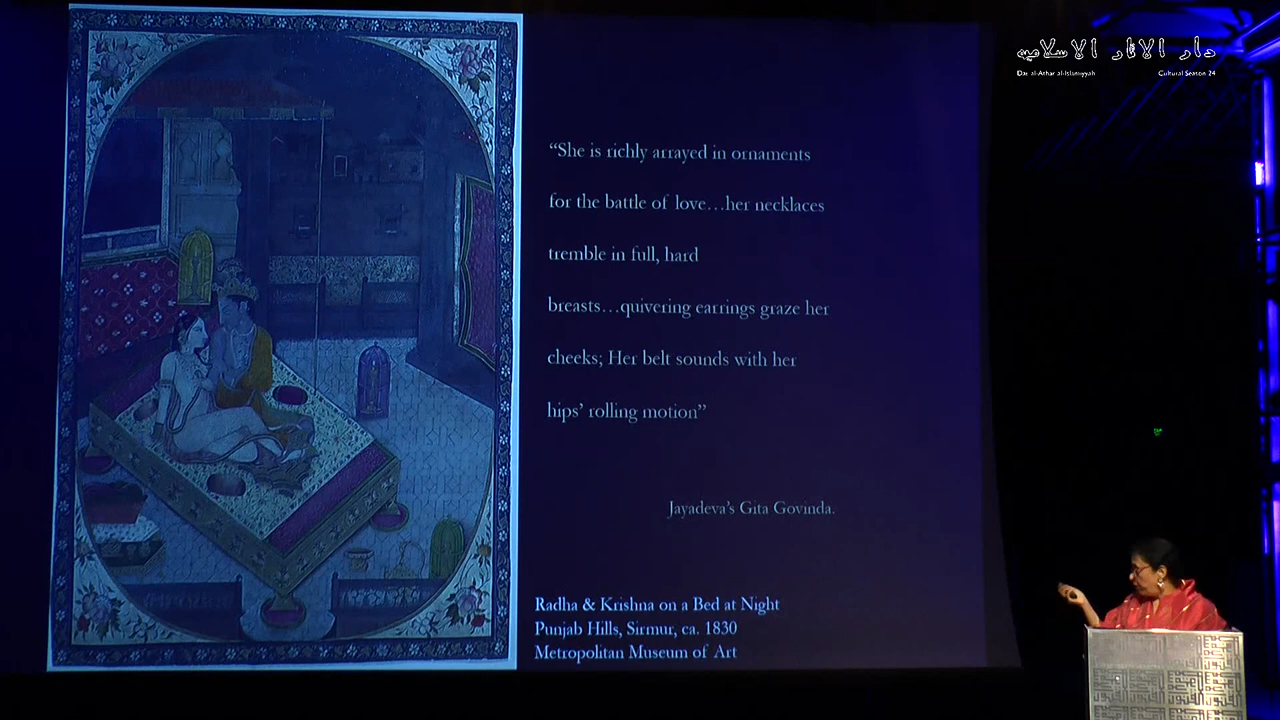 “She is richly arrayed in ornaments
for the battle of love…her necklaces
tremble in full, hard
breasts…quivering earrings graze her
cheeks; Her belt sounds with her
hips’ rolling motion”
Jayadeva’s Gita Govinda.
Radha & Krishna on a Bed at Night
Punjab Hills, Sirmur, ca. 1830
Metropolitan Museum of Art
دار الآثار الاسلاميه
Dar al-Athar al-Islamiyyah
Cultural Season 24